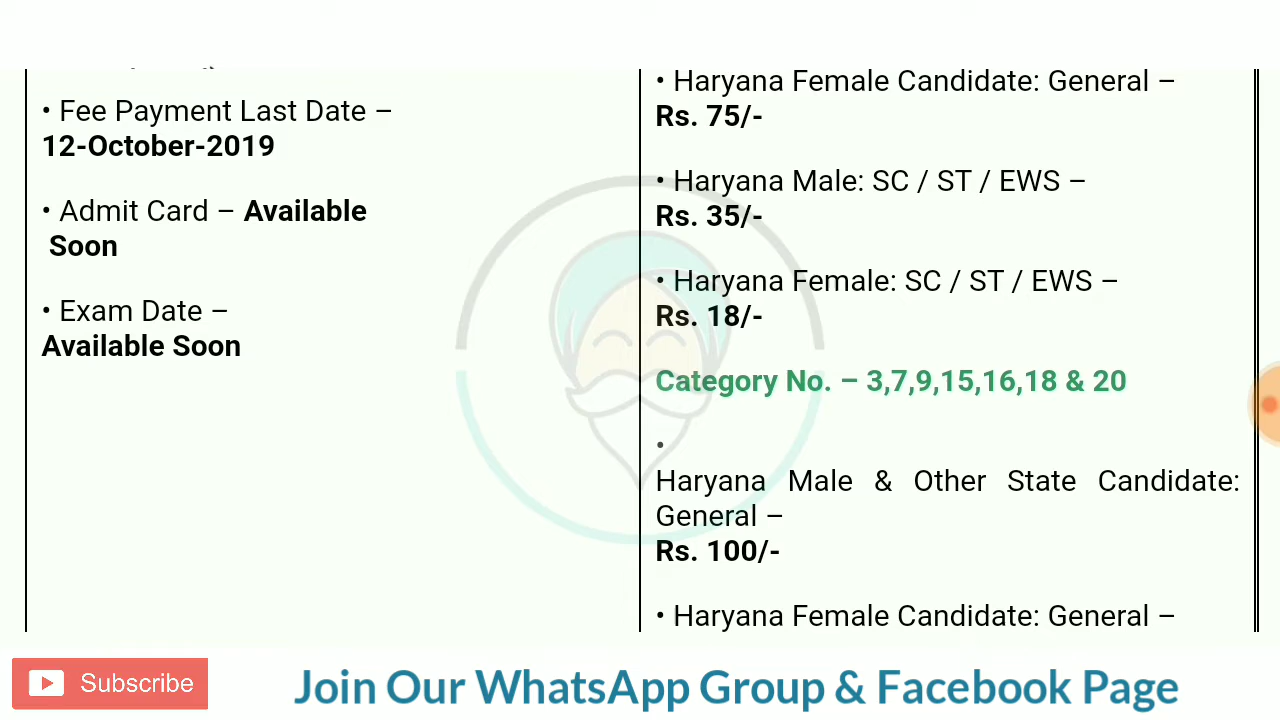 • Fee Payment Last Date –
12-October-2019
• Admit Card – Available
Soon
• Exam Date –
Available Soon
• Haryana Female Candidate: General –
Rs. 75/-
• Haryana Male: SC / ST / EWS –
Rs. 35/-
• Haryana Female: SC / ST / EWS –
Rs. 18/-
Category No. – 3,7,9,15,16,18 & 20
•
Haryana Male & Other State Candidate:
General –
Rs. 100/-
• Haryana Female Candidate: General –
Subscribe
Join Our WhatsApp Group & Facebook Page